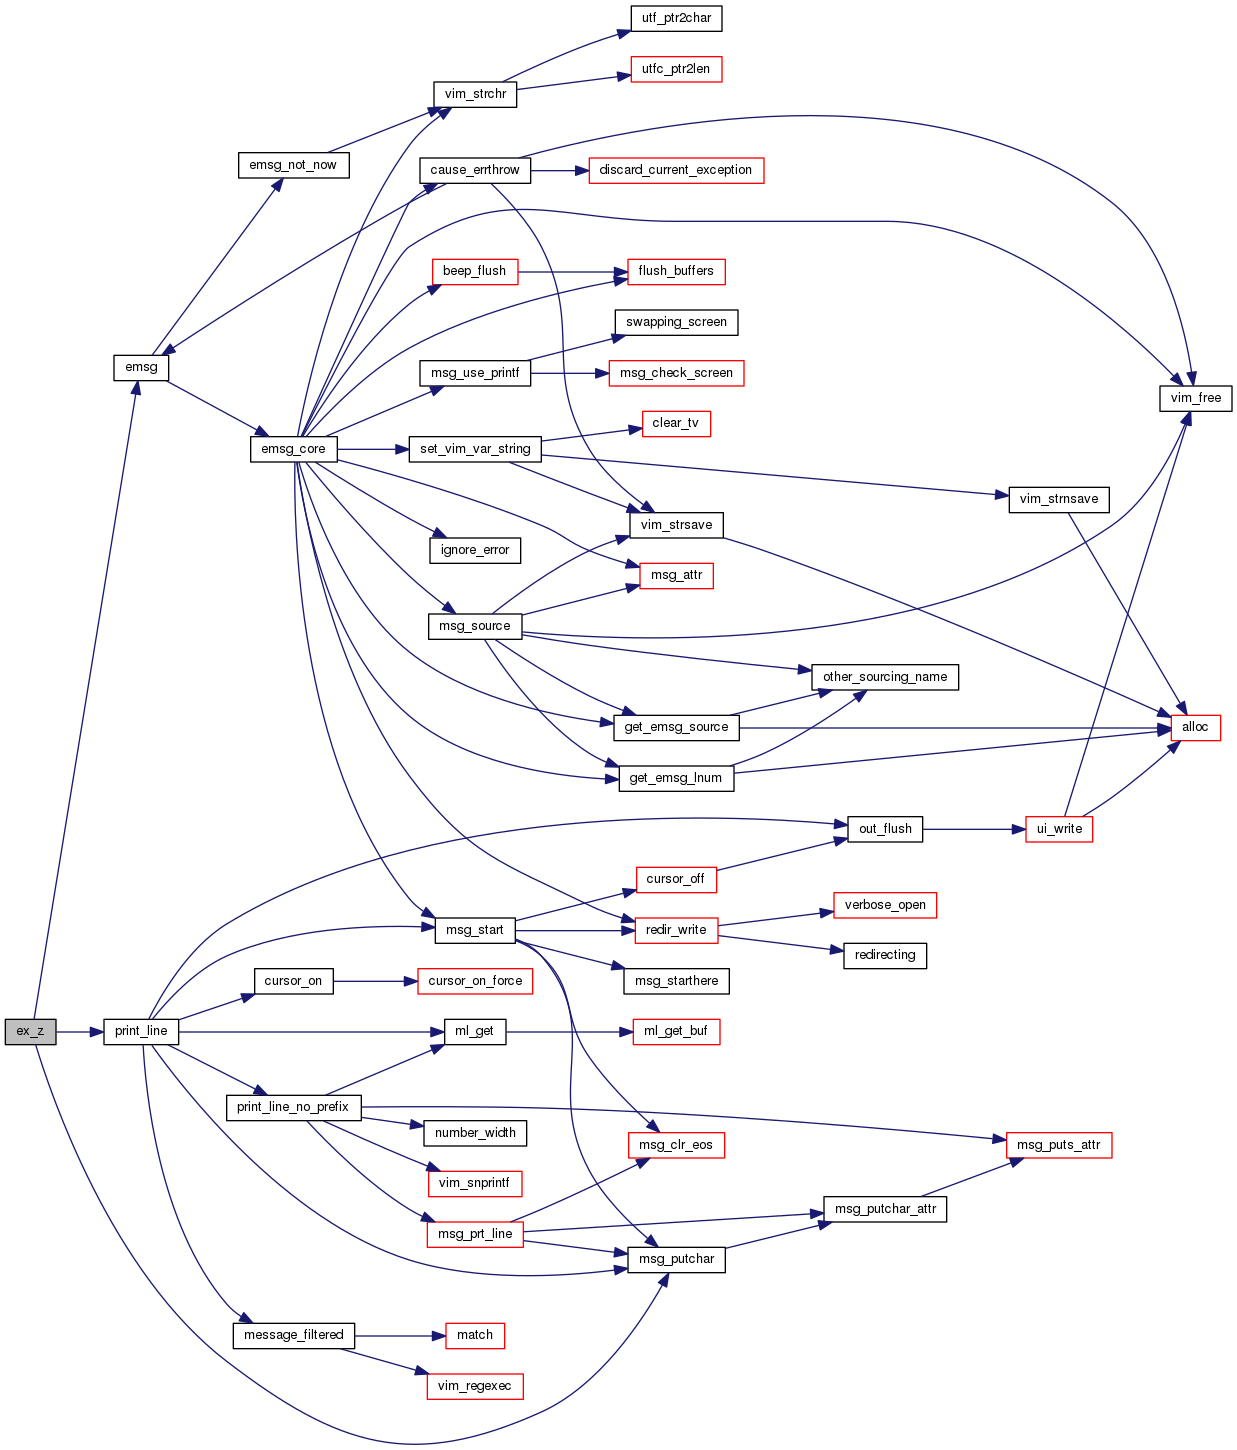 utf_ptr2char
utfc_ptr2len
vim_strchr
emsg_not_now
cause_errthrow
discard_current_exception
beep_flush
flush_buffers
swapping_screen
emsg
msg_use_printf
msg_check_screen
vim_free
clear_tv
emsg_core
set_vim_var_string
vim_strnsave
vim_strsave
ignore_error
msg_attr
msg_source
other_sourcing_name
get_emsg_source
alloc
get_emsg_lnum
out_flush
ui_write
cursor_off
verbose_open
msg_start
redir_write
redirecting
cursor_on
cursor_on_force
msg_starthere
ex_z
print_line
ml_get
ml_get_buf
print_line_no_prefix
number_width
msg_clr_eos
msg_puts_attr
vim_snprintf
msg_putchar_attr
msg_prt_line
msg_putchar
message_filtered
match
vim_regexec